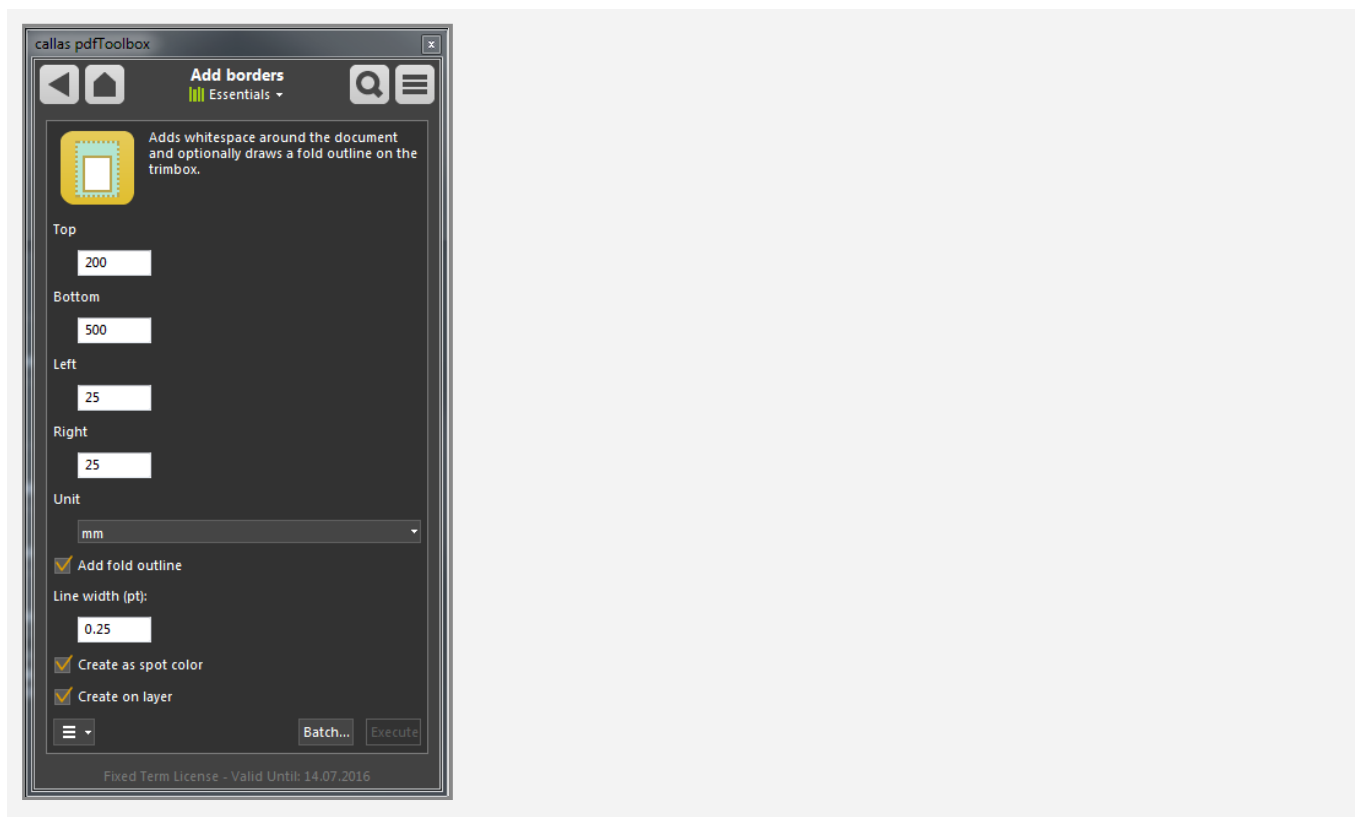 callas pdfToolbox
x
Add borders
Essentials
Adds whitespace around the document
and optionally draws a fold outline on the
trimbox.
Top
200
Bottom
500
Left
25
Right
25
Unit
mm
Add fold outline
Line width (pt):
0.25
Create as spot color
Create on layer
Batch... Execute
Fixed Term License - Valid Until: 14.07.2016